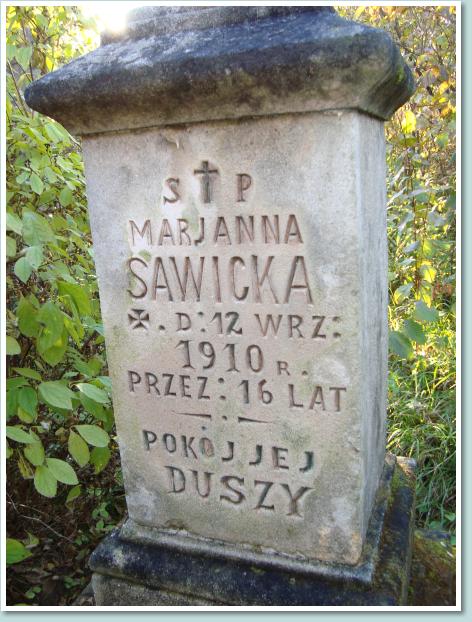 S † P
MARJANNA
SAWICKA
✠. D: 12 WRZ:
1910 R.
PRZEZ: 16 LAT
POKÓJ JEJ
DUSZY